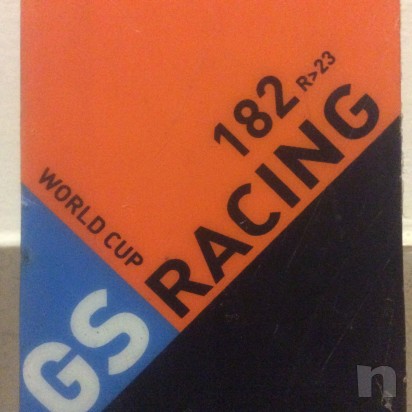 WORLD CUP
182 R>23
GS RACING
n